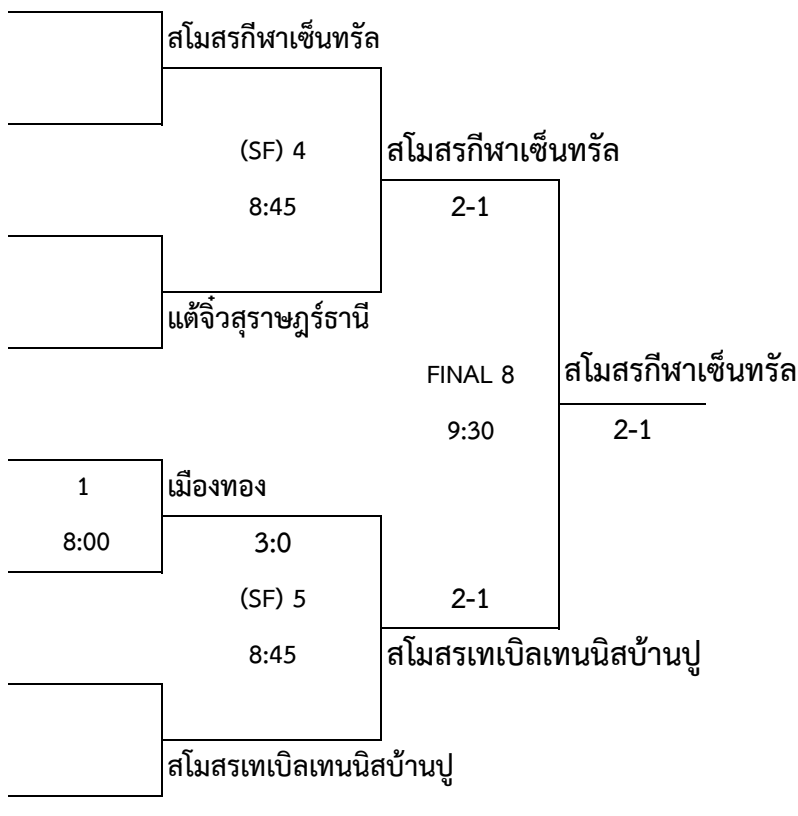 สโมสรกีฬาเซ็นทรัล
(SF) 4
สโมสรกีฬาเซ็นทรัล
8:45
2-1
แต้จิ๋วสุราษฎร์ธานี
FINAL 8
สโมสรกีฬาเซ็นทรัล
9:30
2-1
1
เมืองทอง
8:00
3:0
(SF) 5
2-1
8:45
สโมสรเทเบิลเทนนิสบ้านปู
สโมสรเทเบิลเทนนิสบ้านปู